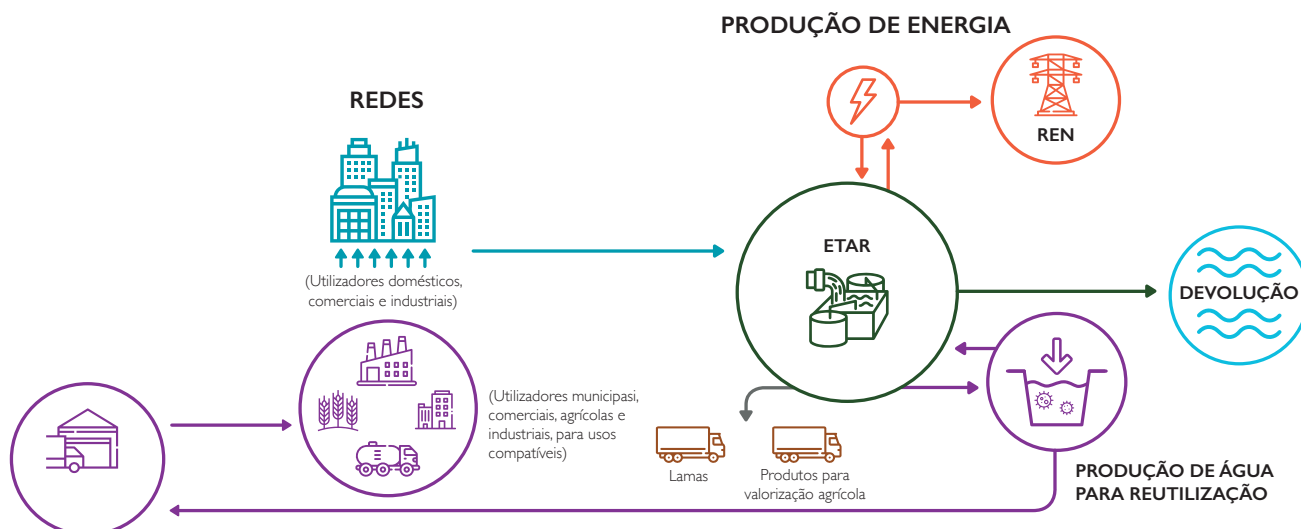 PRODUÇÃO DE ENERGIA
REDES
REN
(Utilizadores domésticos,
comerciais e industriais)
ETAR
DEVOLUÇÃO
(Utilizadores municipasi,
comerciais, agrícolas e
industriais, para usos
compatíveis)
Lamas
Produtos para
valorização agrícola
PRODUÇÃO DE ÁGUA
PARA REUTILIZAÇÃO